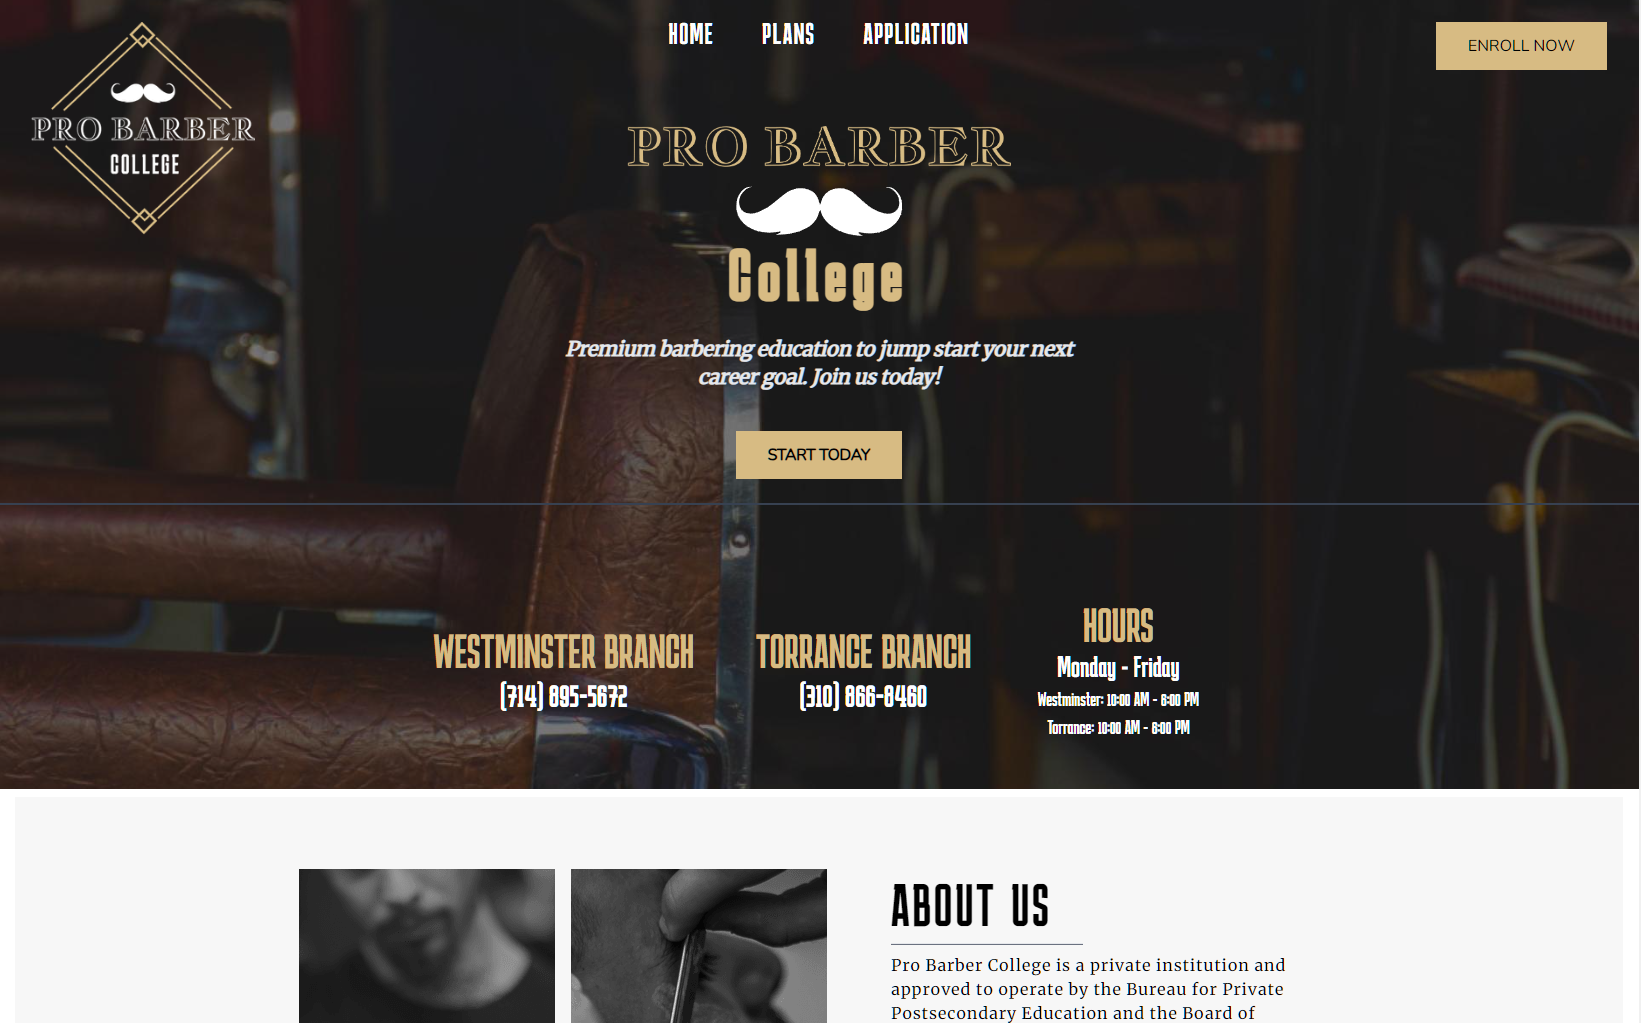 HOME PLANS APPLICATION
ENROLL NOW
PRO BARBER
COLLEGE
PRO BARBER
College
Premium barbering education to jump start your next
career goal. Join us today!
START TODAY
WESTMINSTER BRANCH
(714) 895-5672
TORRANCE BRANCH
(310) 866-8460
HOURS
Monday - Friday
Westminster: 10:00 AM - 6:00 PM
Torrance: 10:00 AM - 6:00 PM
ABOUT US
Pro Barber College is a private institution and
approved to operate by the Bureau for Private
Postsecondary Education and the Board of